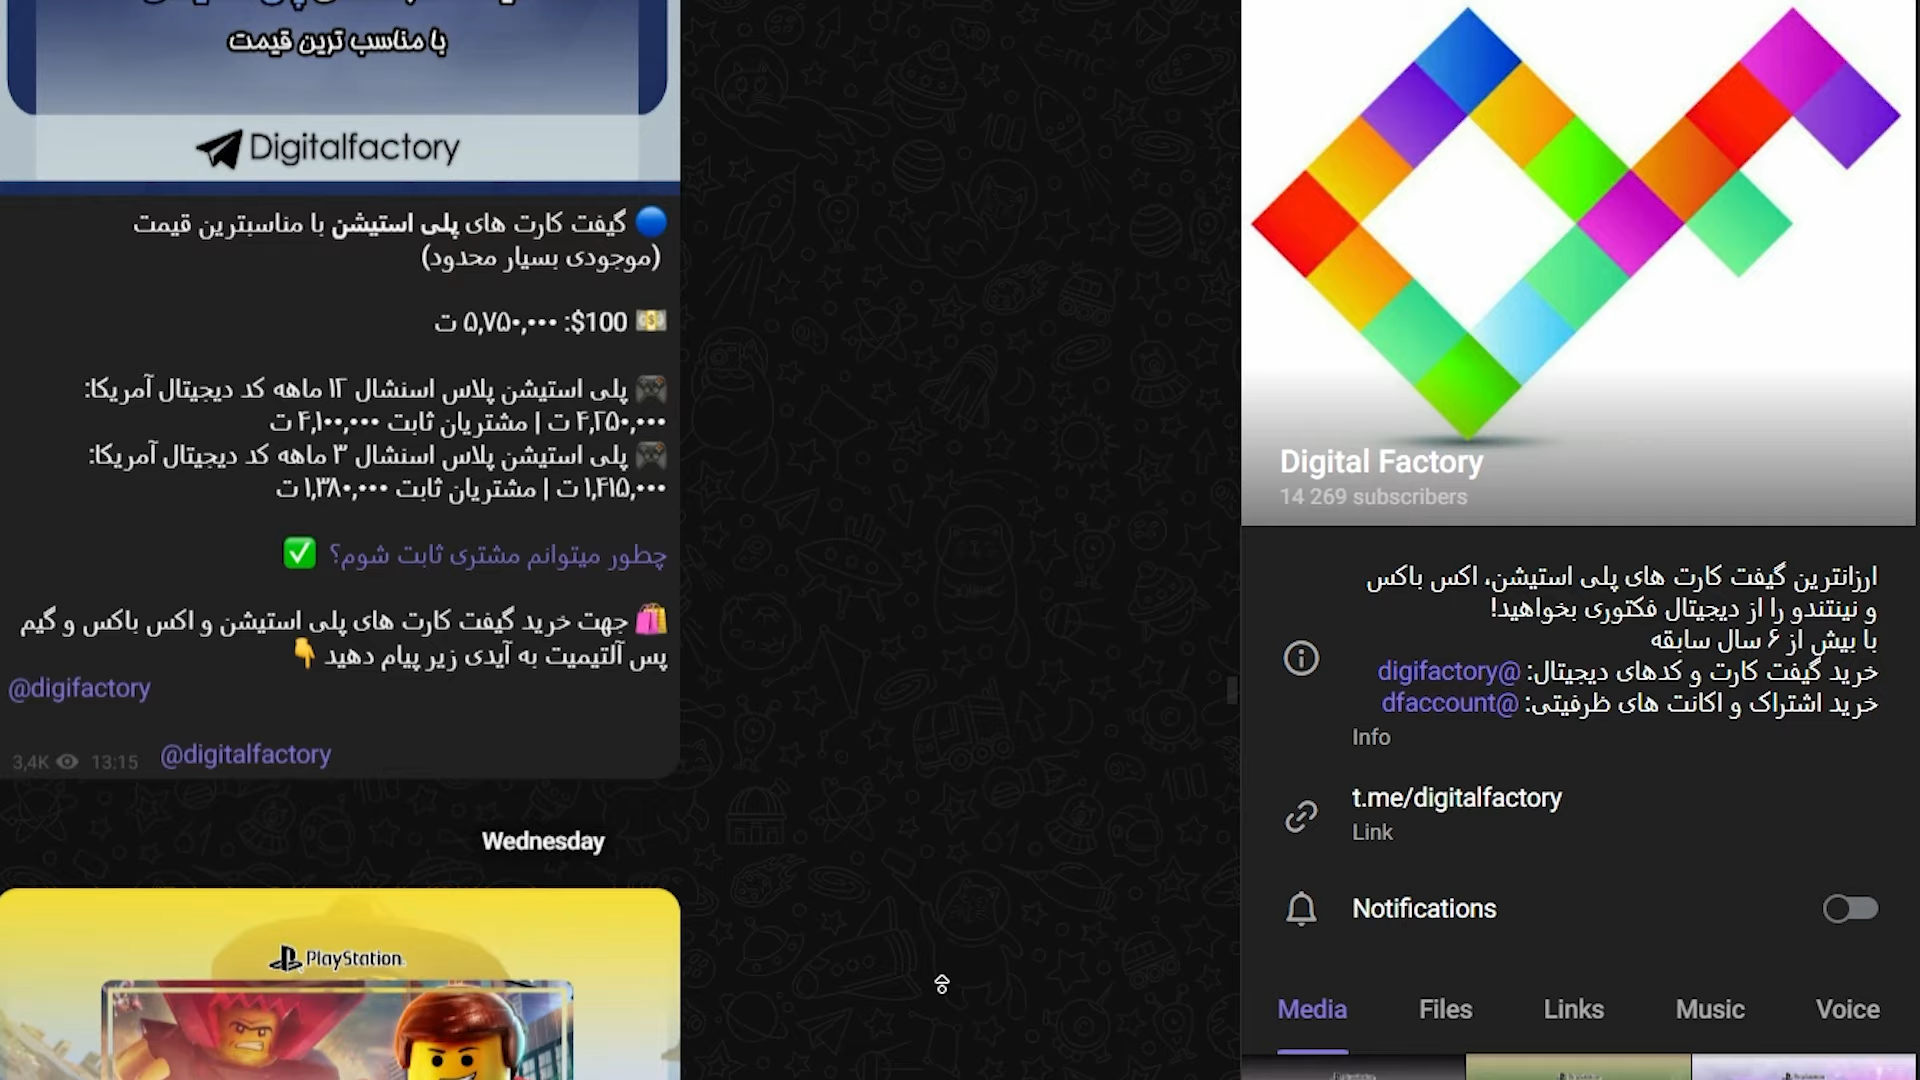 با مناسب ترین قیمت
Digitalfactory
🔵 گیفت کارت های پلی استیشن با مناسبترین قیمت
(موجودی بسیار محدود)
💵 100$: ۵,۷۵۰,۰۰۰ ت
🎮 پلی استیشن پلاس اسنشال ۱۲ ماهه کد دیجیتال آمریکا:
۴,۲۵۰,۰۰۰ ت | مشتریان ثابت ۴,۱۰۰,۰۰۰ ت
🎮 پلی استیشن پلاس اسنشال ۳ ماهه کد دیجیتال آمریکا:
۱,۴۱۵,۰۰۰ ت | مشتریان ثابت ۱,۳۸۰,۰۰۰ ت
چطور میتوانم مشتری ثابت شوم؟ ✅
🛍 جهت خرید گیفت کارت های پلی استیشن و اکس باکس و گیم
پس آلتیمیت به آیدی زیر پیام دهید 👇
@digifactory
@digitalfactory
3,4K 13:15
Wednesday
PlayStation
Digital Factory
14 269 subscribers
ارزانترین گیفت کارت های پلی استیشن، اکس باکس
و نینتندو را از دیجیتال فکتوری بخواهید!
با بیش از ۶ سال سابقه
خرید گیفت کارت و کدهای دیجیتال: @digifactory
خرید اشتراک و اکانت های ظرفیتی: @dfaccount
Info
t.me/digitalfactory
Link
Notifications
Media
Files
Links
Music
Voice